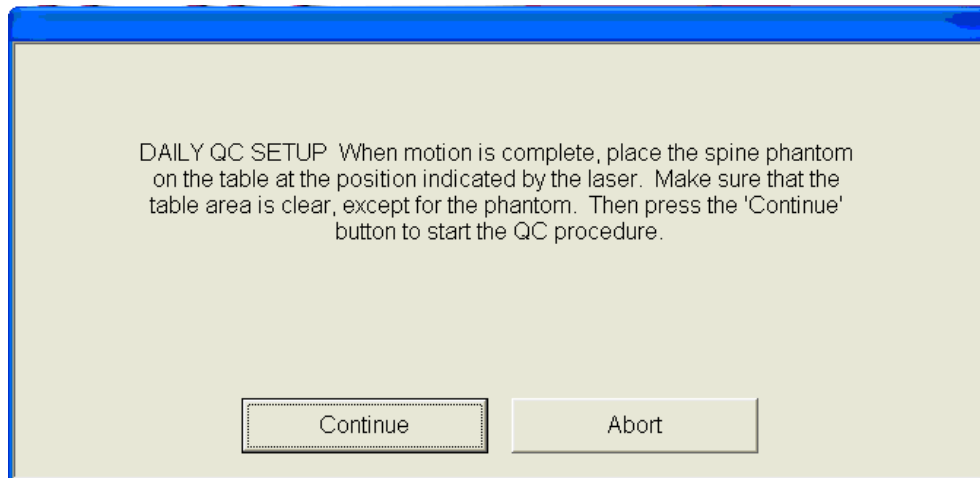 DAILY QC SETUP  When motion is complete, place the spine phantom
on the table at the position indicated by the laser.  Make sure that the
table area is clear, except for the phantom.  Then press the 'Continue'
button to start the QC procedure.
Continue
Abort